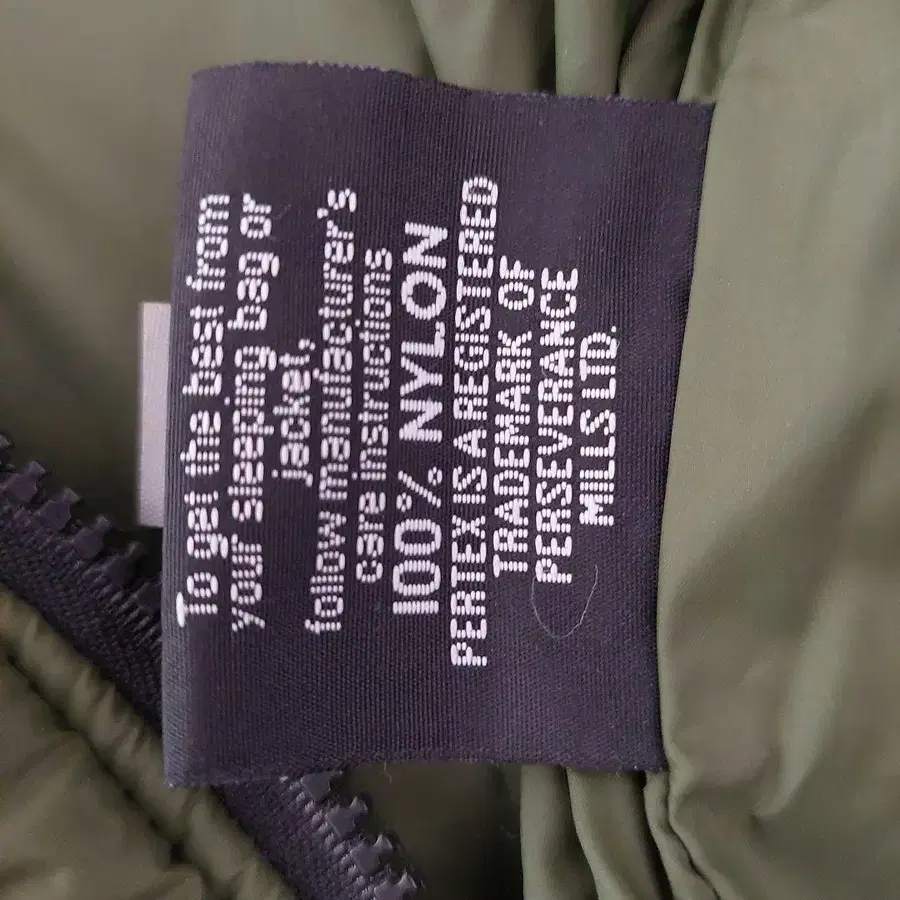 To get the best from
your sleeping bag or
jacket,
follow manufacturer's
care instructions
100% NYLON
PERTEX IS A REGISTERED
TRADEMARK OF
PERSEVERANCE
MILLS LTD.